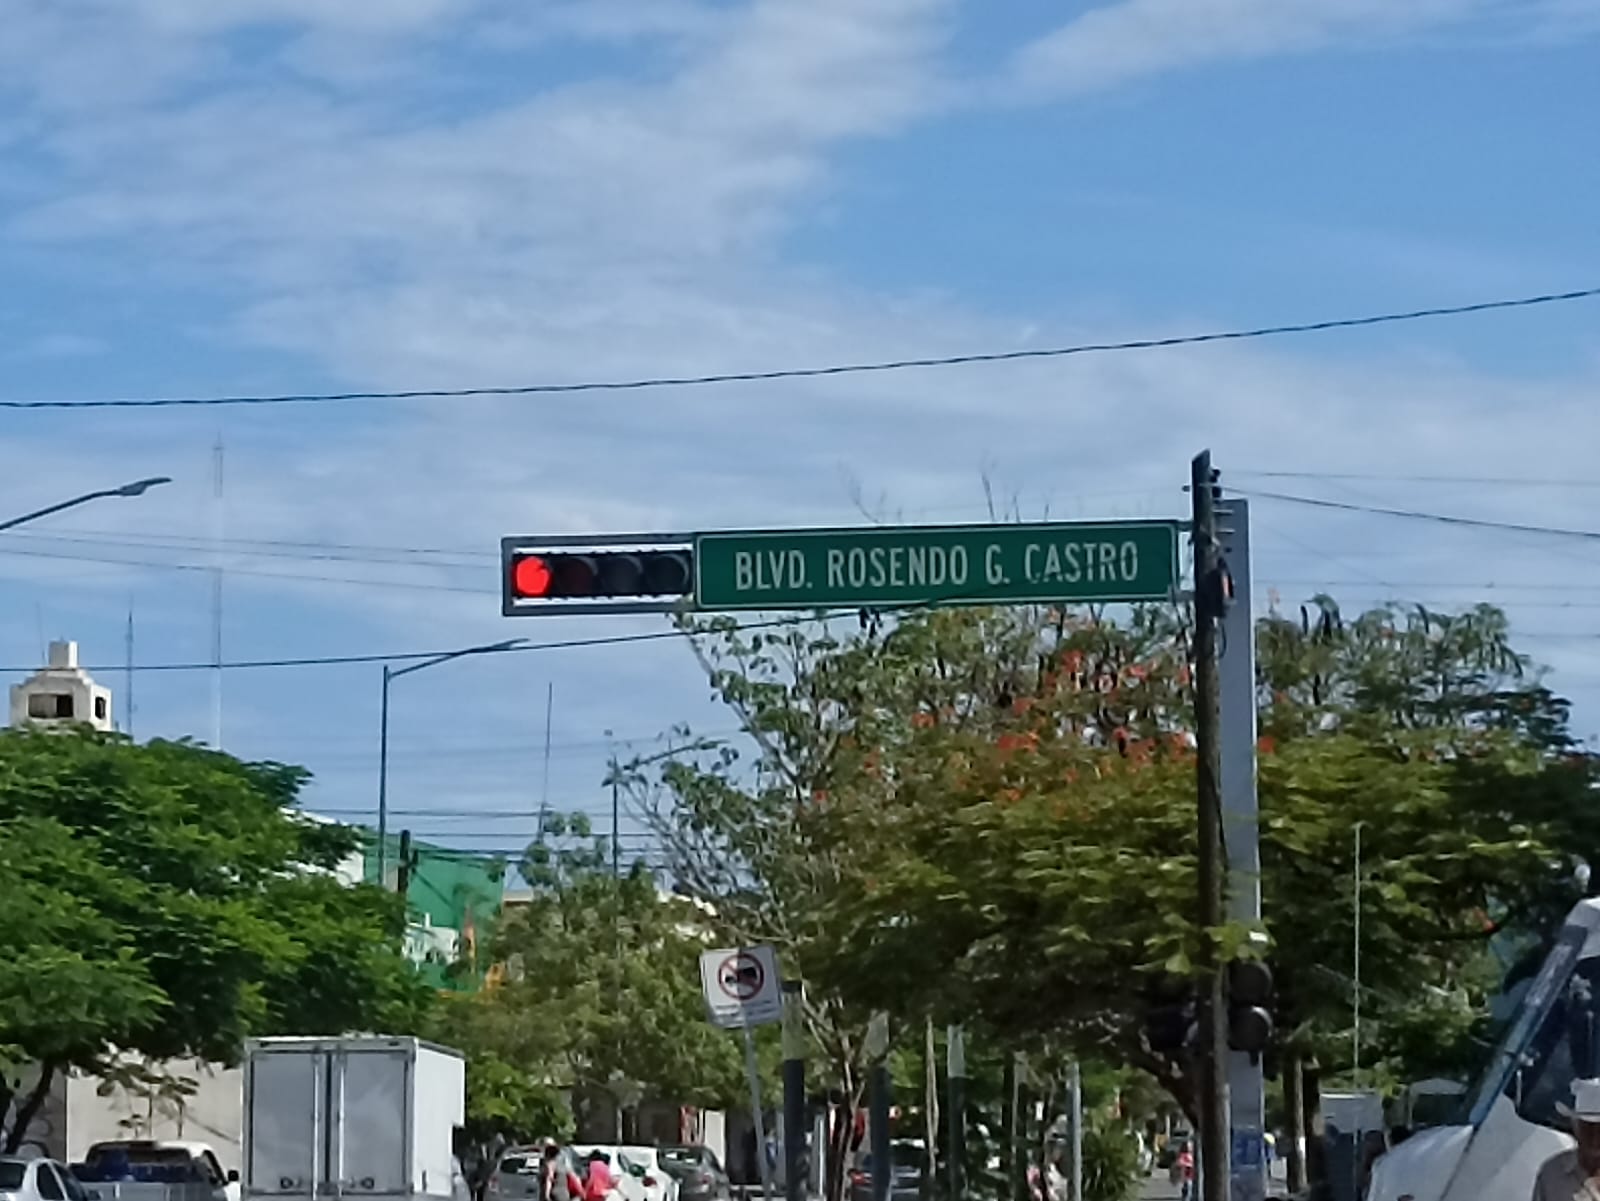 BLVD. ROSENDO G. CASTRO